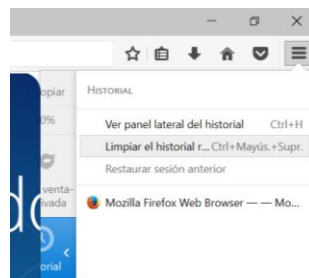 opiar
HISTORIAL
0%
Ver panel lateral del historial Ctrl+H
Limpiar el historial r... Ctrl+Mayús.+Supr.
Restaurar sesión anterior
venta-
ivada
Mozilla Firefox Web Browser — — Mo...
orial